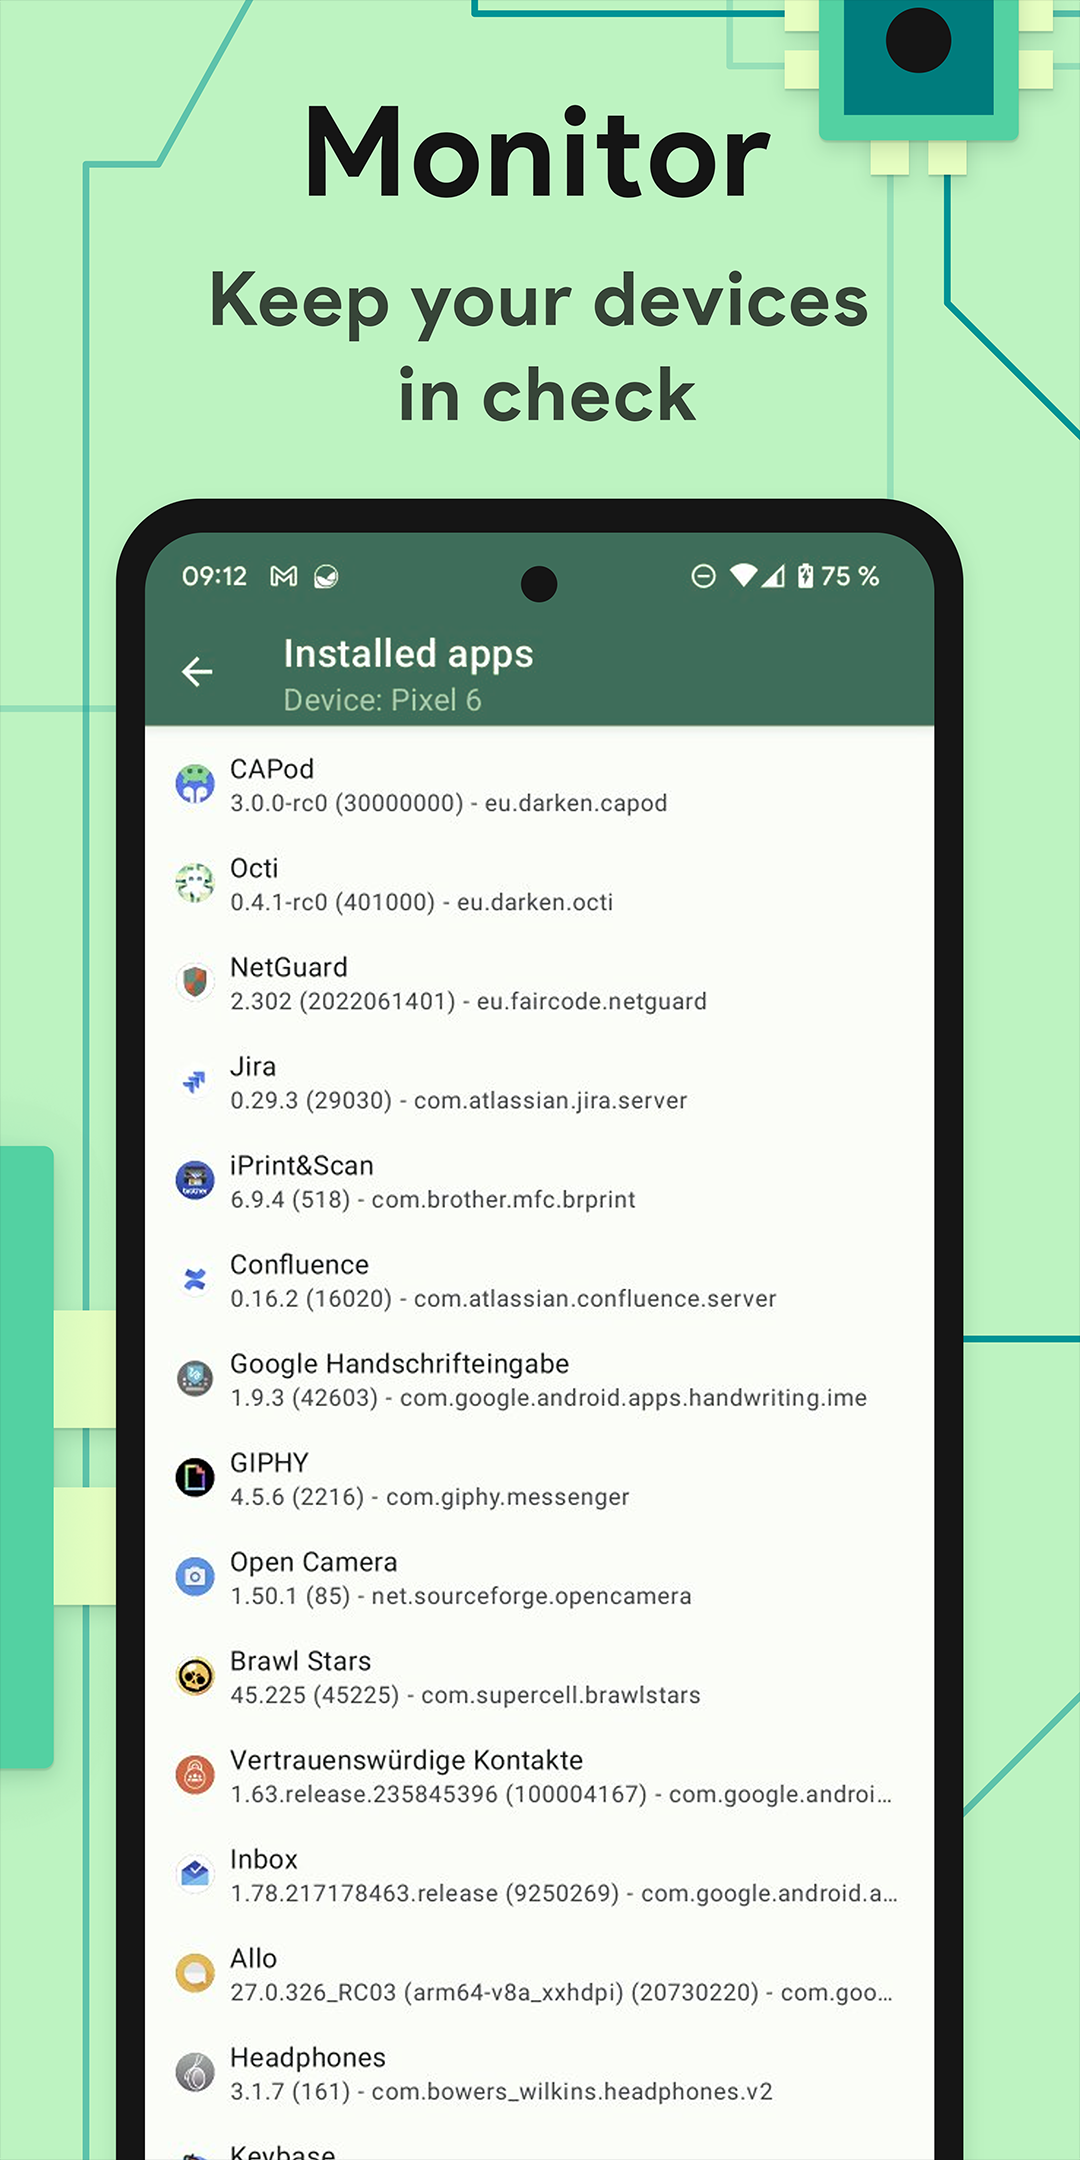 Monitor
Keep your devices
in check
09:12
75 %
Installed apps
Device: Pixel 6
CAPod
3.0.0-rc0 (30000000) - eu.darken.capod
Octi
0.4.1-rc0 (401000) - eu.darken.octi
NetGuard
2.302 (2022061401) - eu.faircode.netguard
Jira
0.29.3 (29030) - com.atlassian.jira.server
iPrint&Scan
brother
6.9.4 (518) - com.brother.mfc.brprint
Confluence
0.16.2 (16020) - com.atlassian.confluence.server
Google Handschrifteingabe
1.9.3 (42603) - com.google.android.apps.handwriting.ime
GIPHY
4.5.6 (2216) - com.giphy.messenger
Open Camera
1.50.1 (85) - net.sourceforge.opencamera
Brawl Stars
45.225 (45225) - com.supercell.brawlstars
Vertrauenswürdige Kontakte
1.63.release.235845396 (100004167) - com.google.androi...
Inbox
1.78.217178463.release (9250269) - com.google.android.a...
Allo
27.0.326_RC03 (arm64-v8a_xxhdpi) (20730220) - com.goo...
Headphones
3.1.7 (161) - com.bowers_wilkins.headphones.v2
Keybase